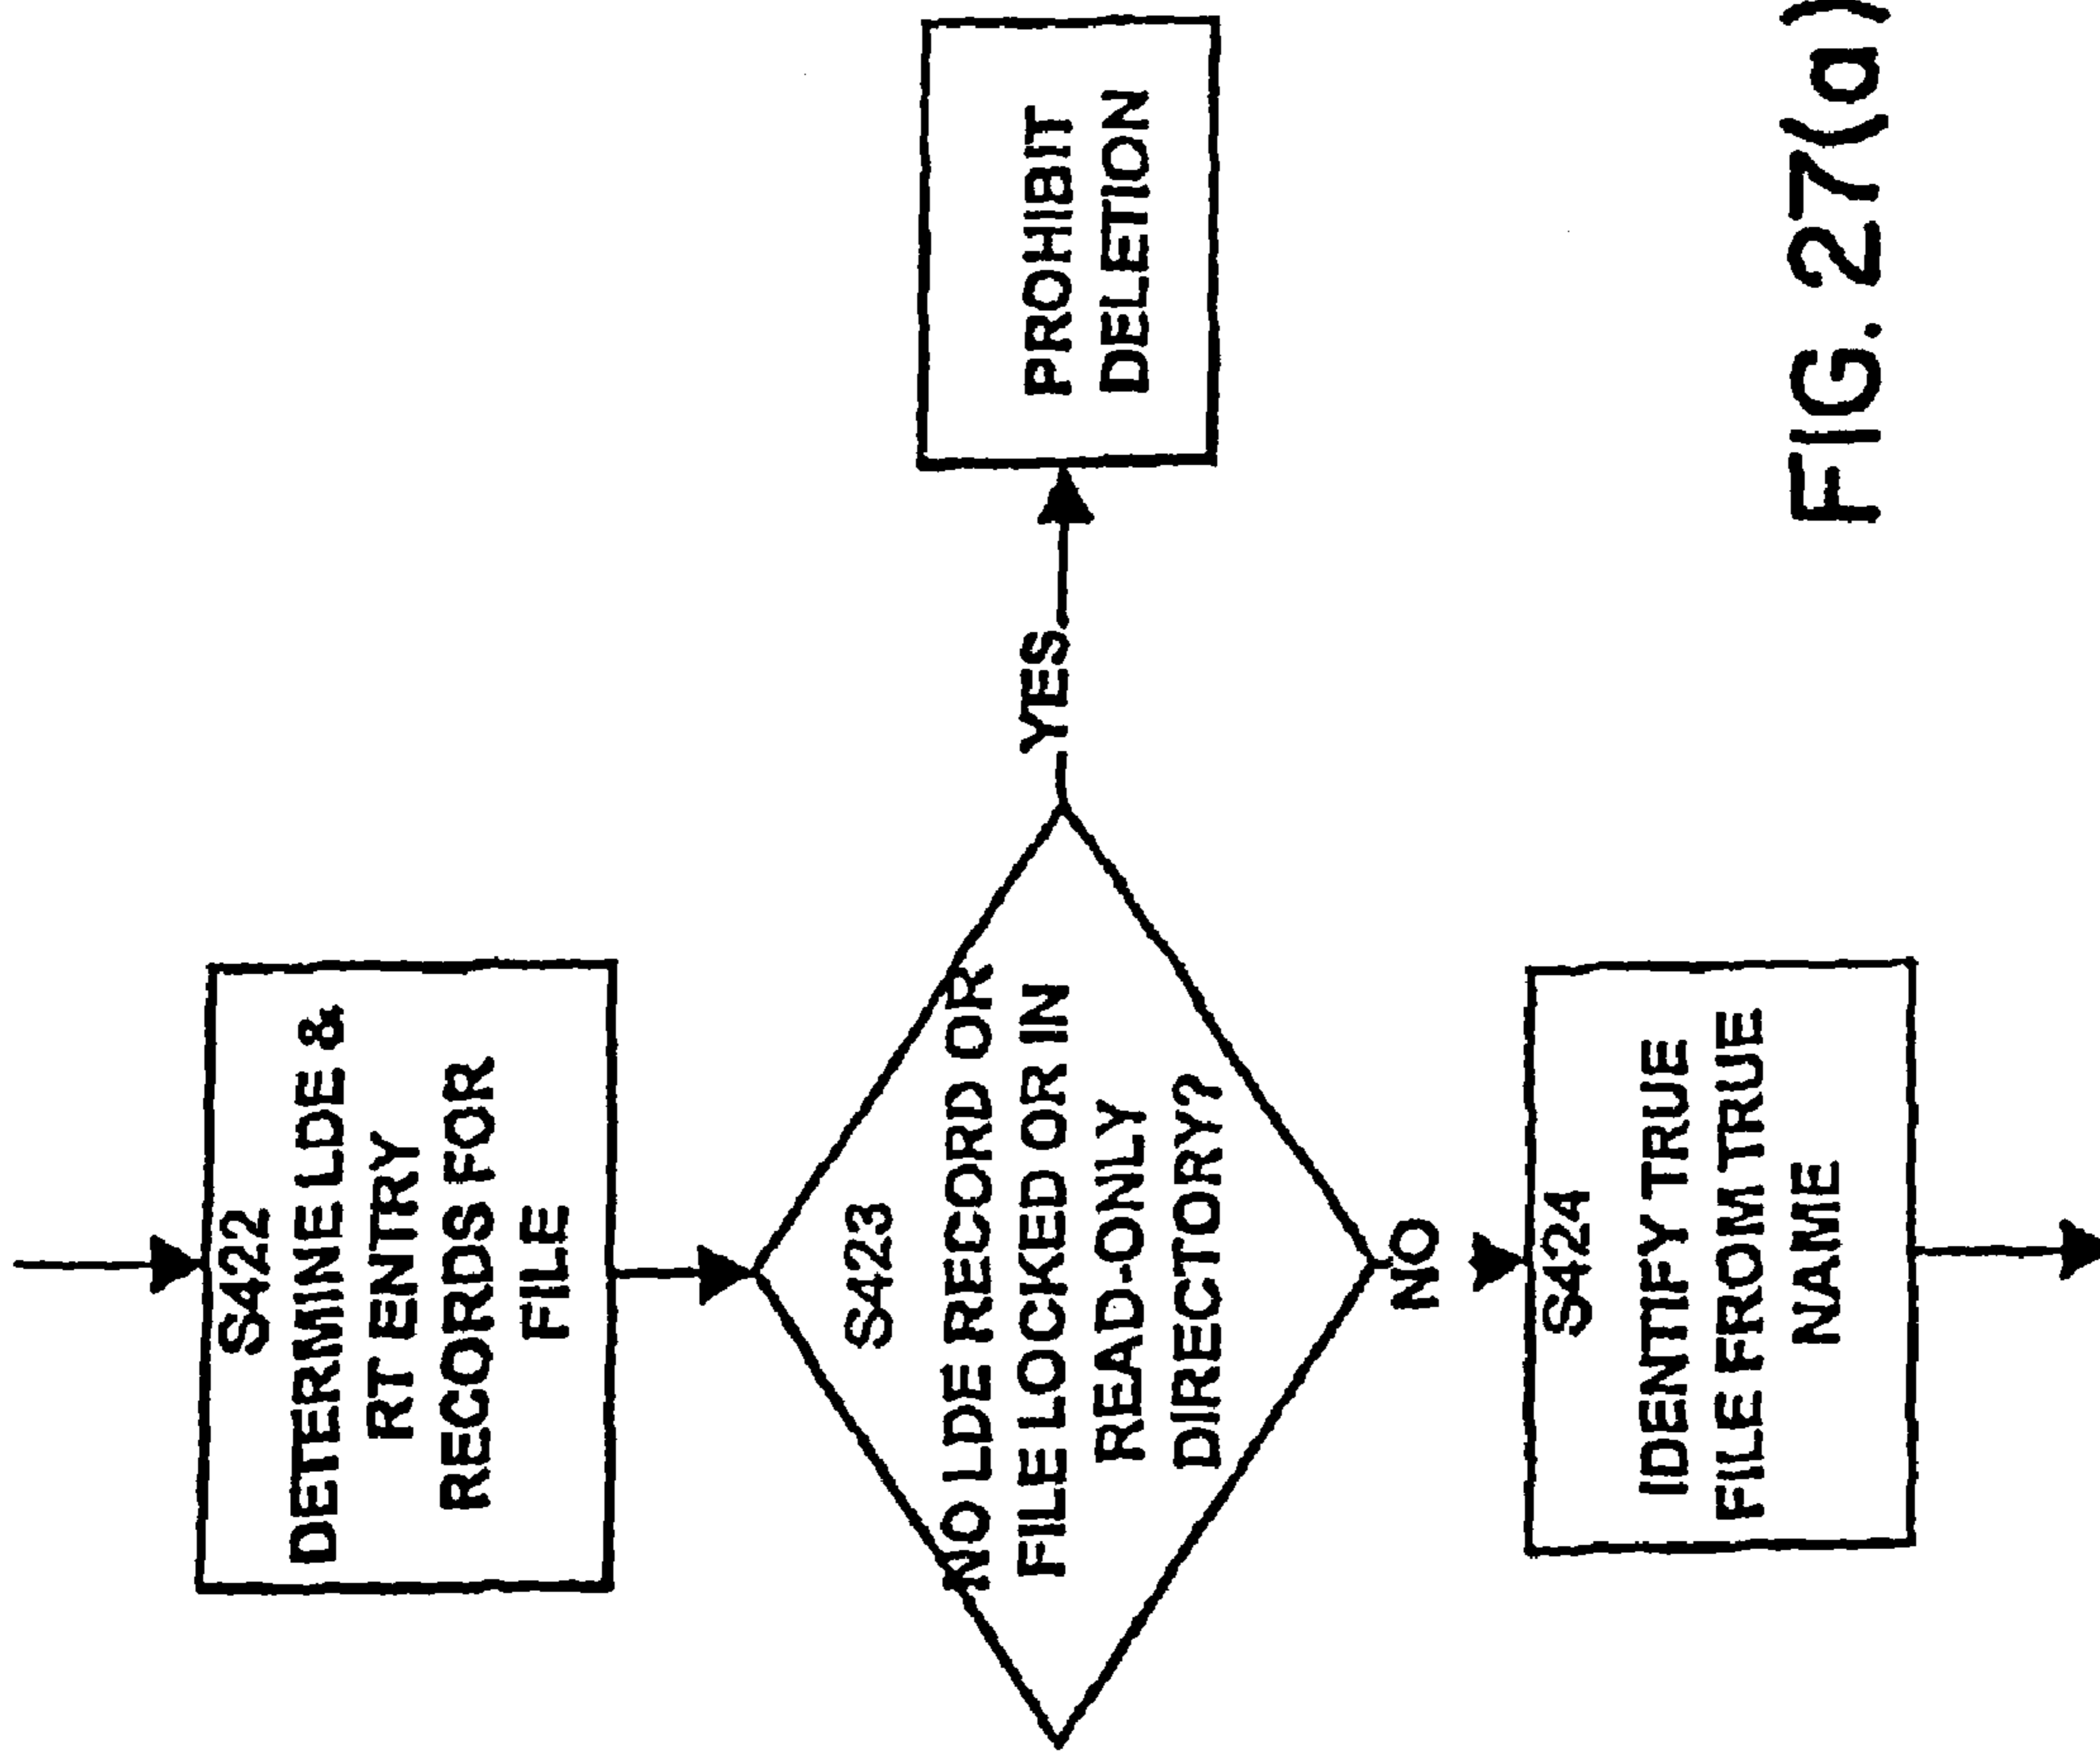 S422
DETERMINE LDE &
RT ENTRY
RECORDS FOR
FILE
S423
NO LDE RECORD OR
FILE LOCKED OR IN
READ-ONLY
DIRECTORY?
YES
PROHIBIT
DELETION
NO
S424
IDENTIFY TRUE
FILE FROM TRUE
NAME
FIG. 27(a)